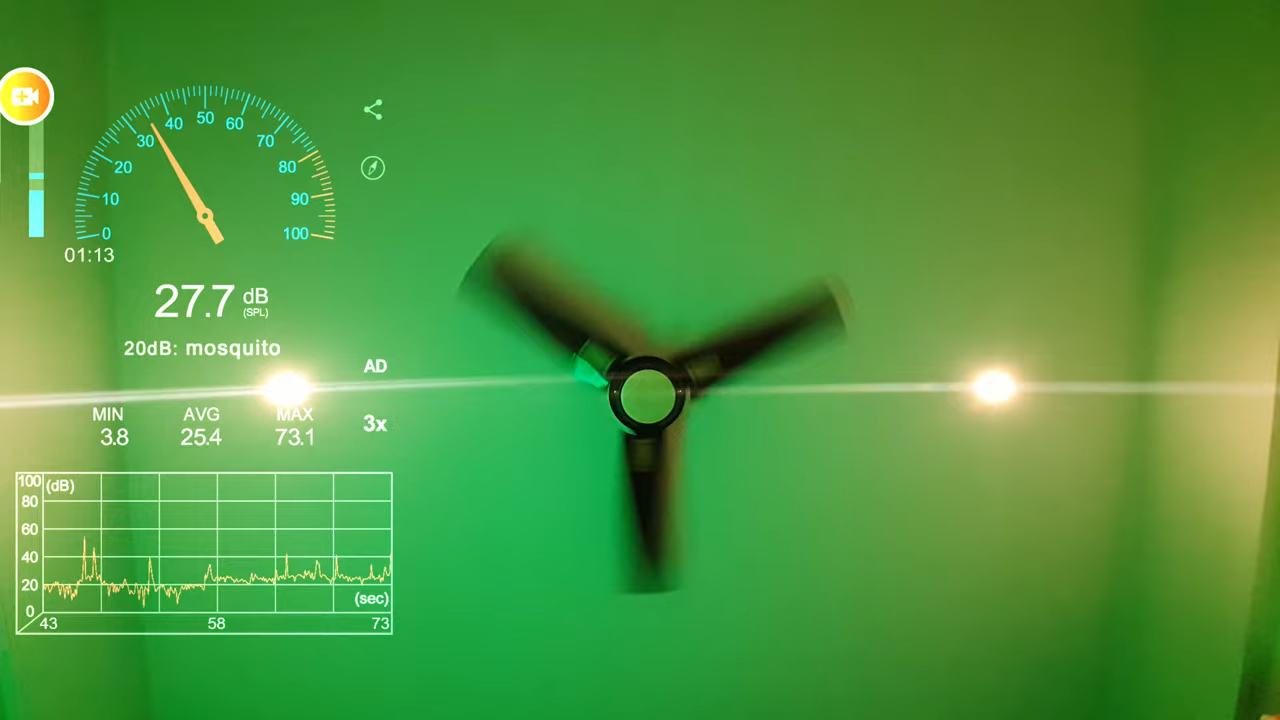 50
40 60
30 70
20 80
10 90
0 100
01:13
27.7 dB
(SPL)
20dB: mosquito
AD
MIN AVG MAX
3.8 25.4 73.1
3x
100 (dB)
80
60
40
20
0 (sec)
43 58 73